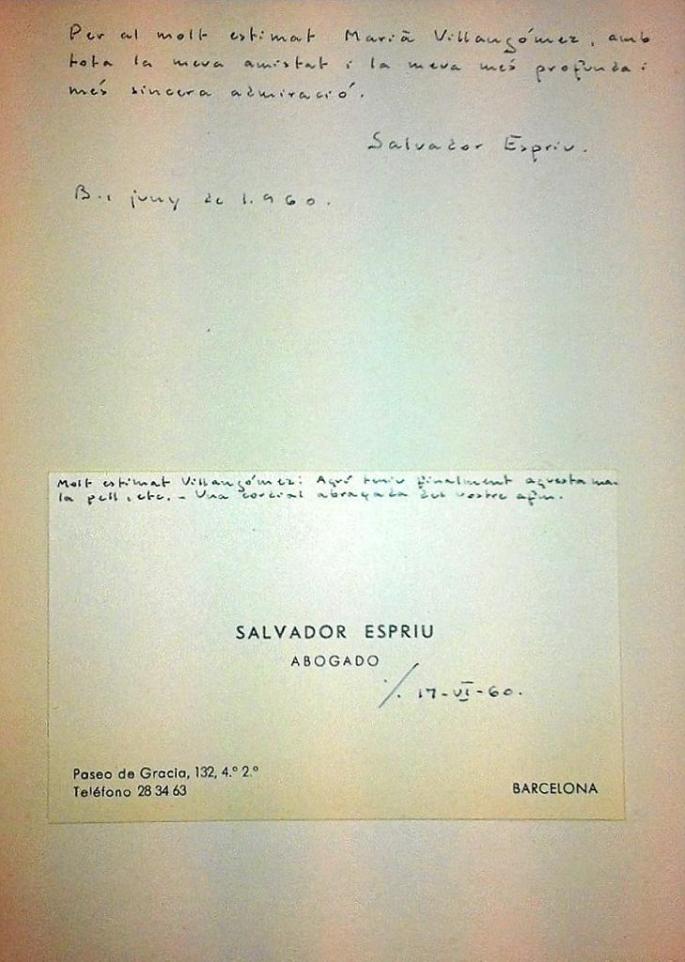 Per al molt estimat Marià Villangómez, amb
tota la meva amistat i la meva més profunda i
més sincera admiració.
Salvador Espriu.
B., juny de 1.960.
Molt estimat Villangómez: Aquí teniu finalment aquesta ma-
la pell, etc. - Una cordial abraçada del vostre afm.
SALVADOR ESPRIU
ABOGADO
/. 17-VI-60.
Paseo de Gracia, 132, 4.º 2.º
Teléfono 28 34 63
BARCELONA